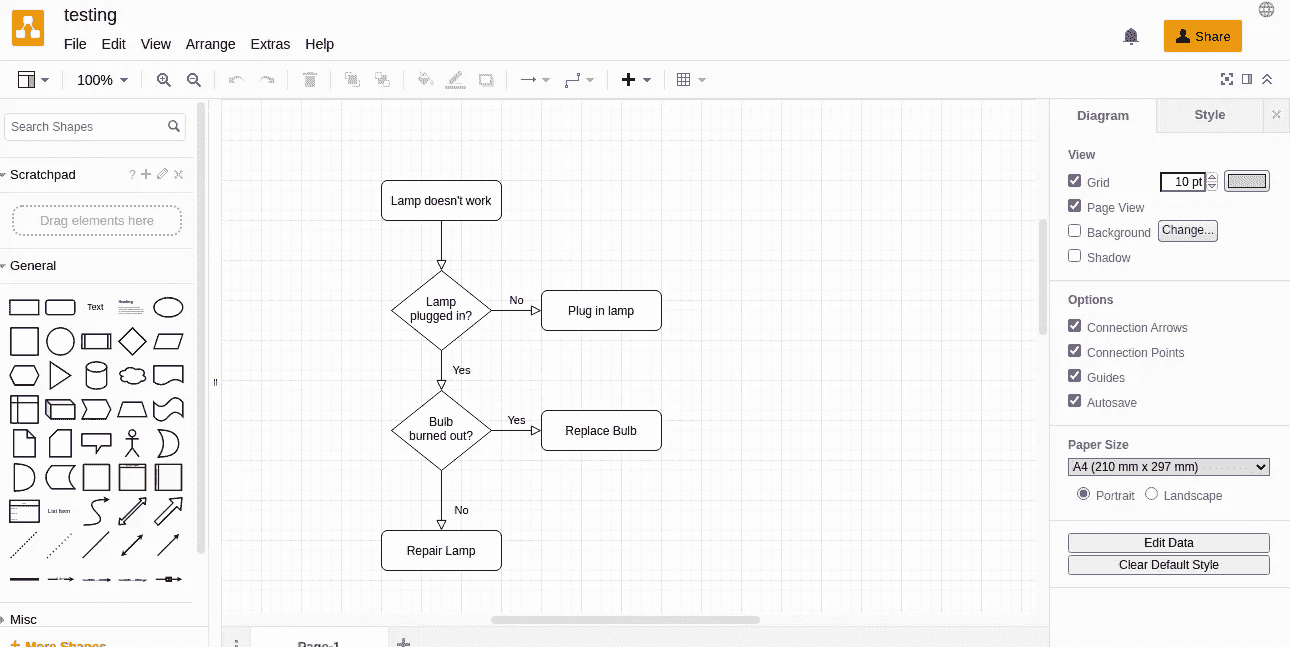 testing
File Edit View Arrange Extras Help
Share
100%
Search Shapes
Scratchpad
?
Drag elements here
General
Text
Heading
List Item
Misc
+ More Shapes
Lamp doesn't work
Lamp
plugged in?
No
Plug in lamp
Yes
Bulb
burned out?
Yes
Replace Bulb
No
Repair Lamp
Page-1
Diagram
Style
View
Grid
10 pt
Page View
Background
Change...
Shadow
Options
Connection Arrows
Connection Points
Guides
Autosave
Paper Size
A4 (210 mm x 297 mm)
Portrait
Landscape
Edit Data
Clear Default Style